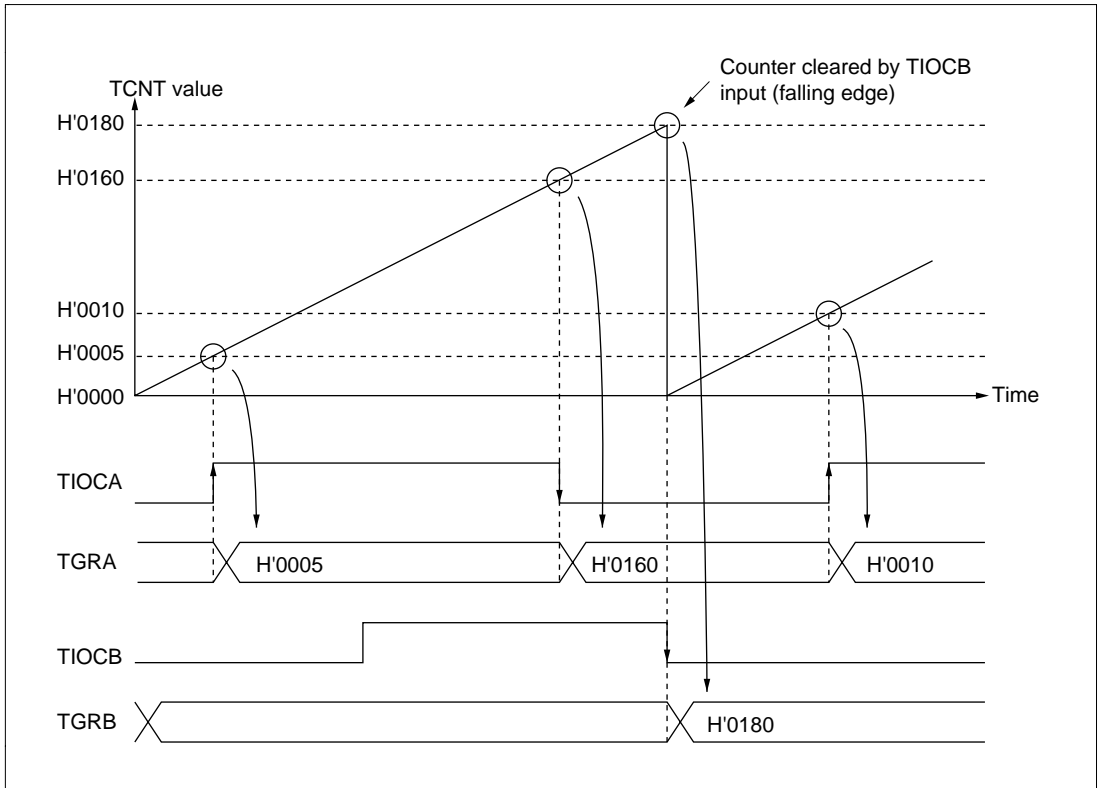 Counter cleared by TIOCB
input (falling edge)
TCNT value
H'0180
H'0160
H'0010
H'0005
H'0000
Time
TIOCA
TGRA
H'0005
H'0160
H'0010
TIOCB
TGRB
H'0180